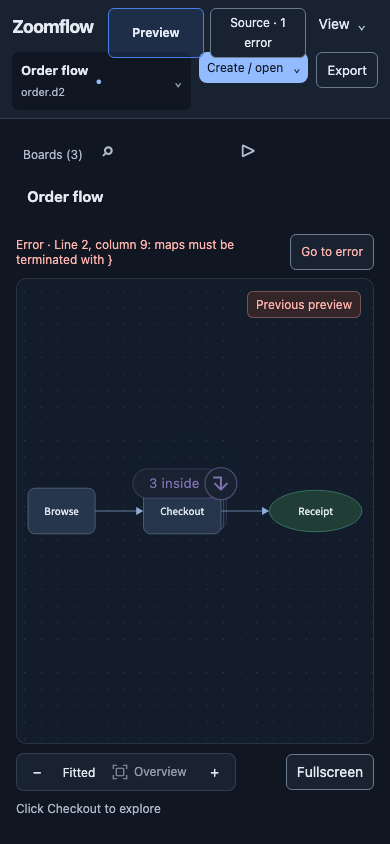 Zoomflow
Preview
Source · 1
error
View
Order flow
order.d2
Create / open
Export
Boards (3)
Order flow
Error · Line 2, column 9: maps must be
terminated with }
Go to error
Previous preview
3 inside
Browse
Checkout
Receipt
− Fitted Overview +
Fullscreen
Click Checkout to explore